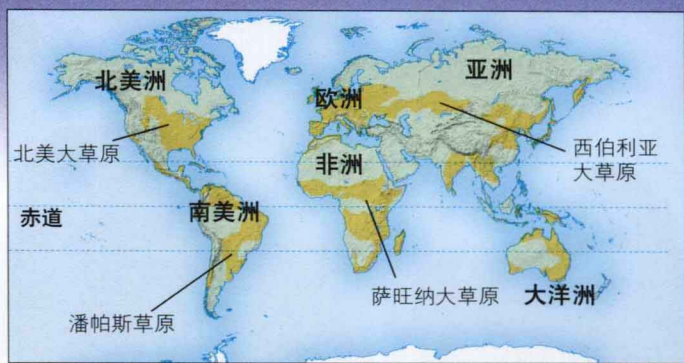 北美洲
亚洲
欧洲
北美大草原
非洲
西伯利亚
大草原
赤道
南美洲
萨旺纳大草原
大洋洲
潘帕斯草原